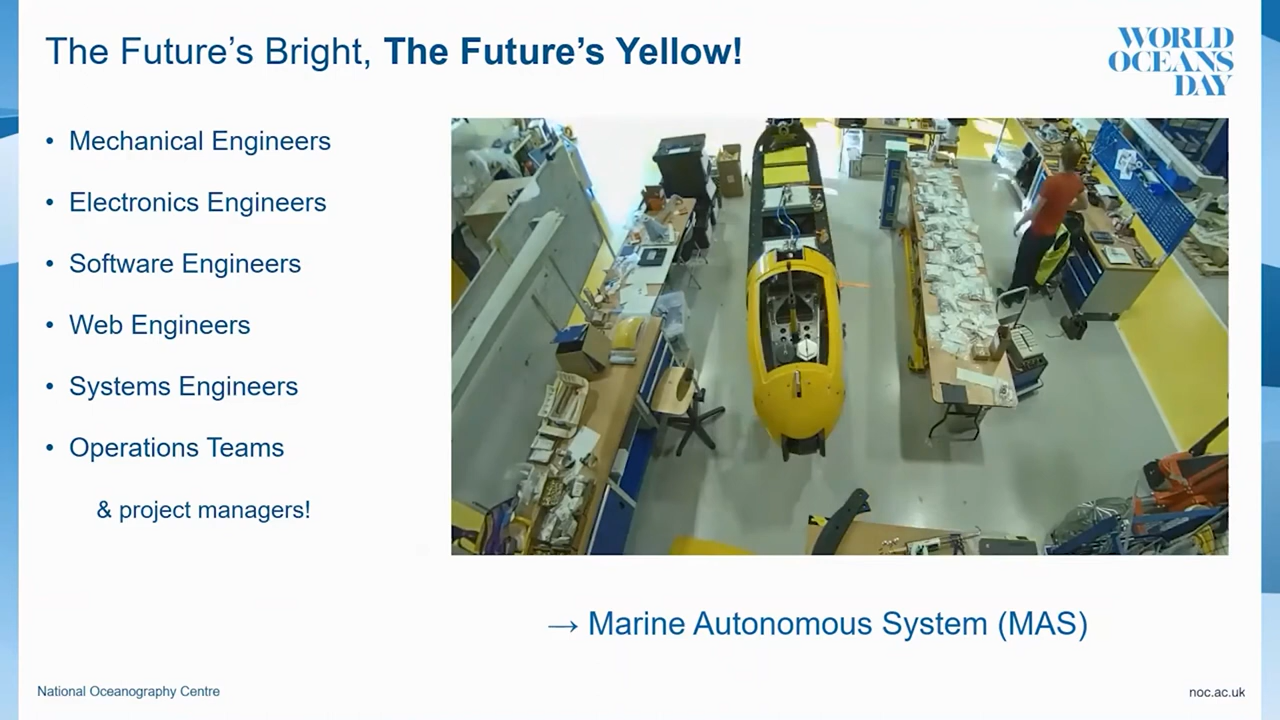 The Future’s Bright, The Future’s Yellow!
WORLD
OCEANS
DAY
• Mechanical Engineers
• Electronics Engineers
• Software Engineers
• Web Engineers
• Systems Engineers
• Operations Teams
& project managers!
→ Marine Autonomous System (MAS)
National Oceanography Centre
noc.ac.uk